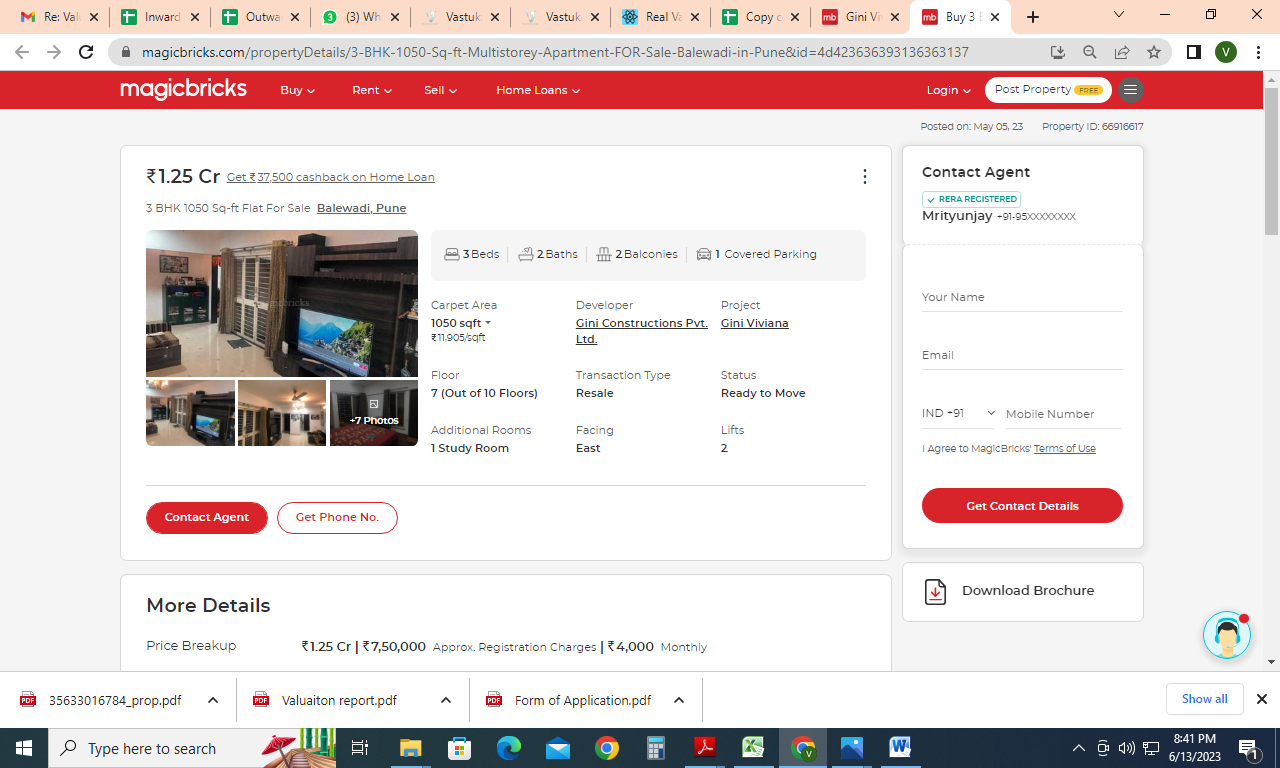 Re: Valu
Inward
Outwa
(3) Wh
Vastuk
Vastuk
Real Va
Copy o
Gini Vi
Buy 3 B
magicbricks.com/propertyDetails/3-BHK-1050-Sq-ft-Multistorey-Apartment-FOR-Sale-Balewadi-in-Pune&id=4d423636393136363137
V
magicbricks Buy Rent Sell Home Loans Login Post Property FREE
Posted on: May 05, 23 Property ID: 66916617
₹1.25 Cr Get ₹37,500 cashback on Home Loan
3 BHK 1050 Sq-ft Flat For Sale Balewadi, Pune
magicbricks
+7 Photos
3 Beds 2 Baths 2 Balconies 1 Covered Parking
Carpet Area Developer Project
1050 sqft Gini Constructions Pvt. Ltd. Gini Viviana
₹11,905/sqft
Floor Transaction Type Status
7 (Out of 10 Floors) Resale Ready to Move
Additional Rooms Facing Lifts
1 Study Room East 2
Contact Agent Get Phone No.
Contact Agent
RERA REGISTERED
Mrityunjay +91-95XXXXXXXX
Your Name
Email
IND +91 Mobile Number
I Agree to MagicBricks' Terms of Use
Get Contact Details
Download Brochure
More Details
Price Breakup ₹1.25 Cr | ₹7,50,000 Approx. Registration Charges | ₹4,000 Monthly
35633016784_prop.pdf
Valuaiton report.pdf
Form of Application.pdf
Show all
Type here to search
8:41 PM
6/13/2023
1